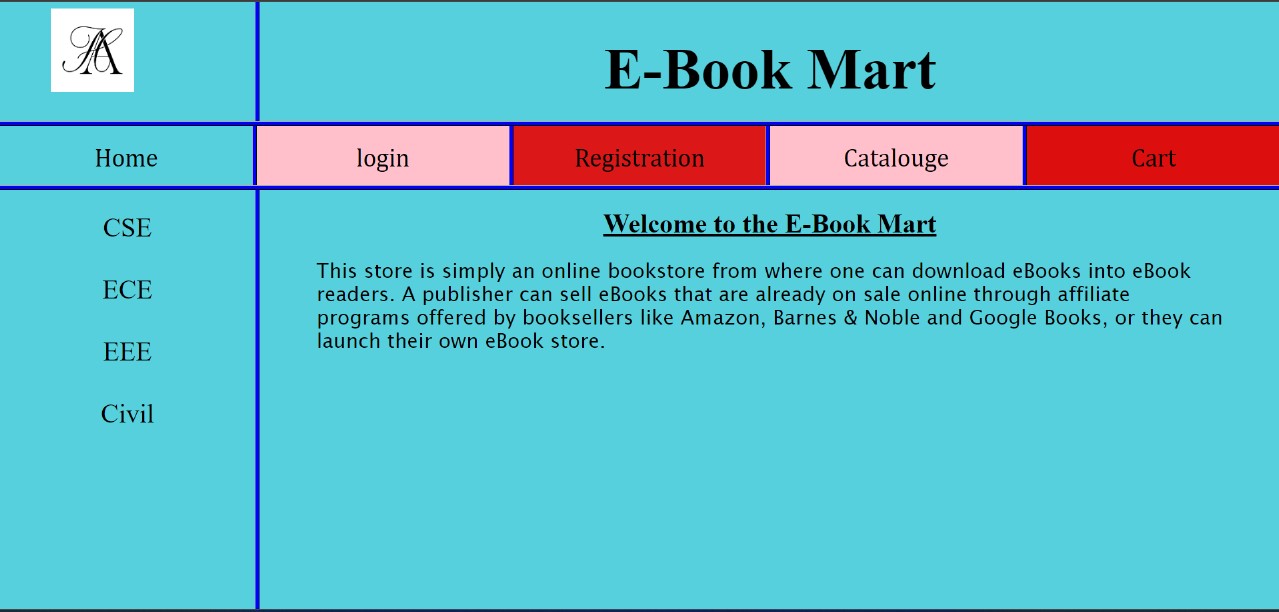 E-Book Mart
Home
login
Registration
Catalouge
Cart
CSE
ECE
EEE
Civil
Welcome to the E-Book Mart
This store is simply an online bookstore from where one can download eBooks into eBook
readers. A publisher can sell eBooks that are already on sale online through affiliate
programs offered by booksellers like Amazon, Barnes & Noble and Google Books, or they can
launch their own eBook store.